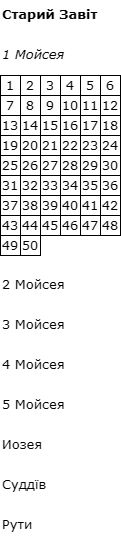 Старий Завіт
1 Мойсея
1 2 3 4 5 6
7 8 9 10 11 12
13 14 15 16 17 18
19 20 21 22 23 24
25 26 27 28 29 30
31 32 33 34 35 36
37 38 39 40 41 42
43 44 45 46 47 48
49 50
2 Мойсея
3 Мойсея
4 Мойсея
5 Мойсея
Иозея
Суддїв
Рути